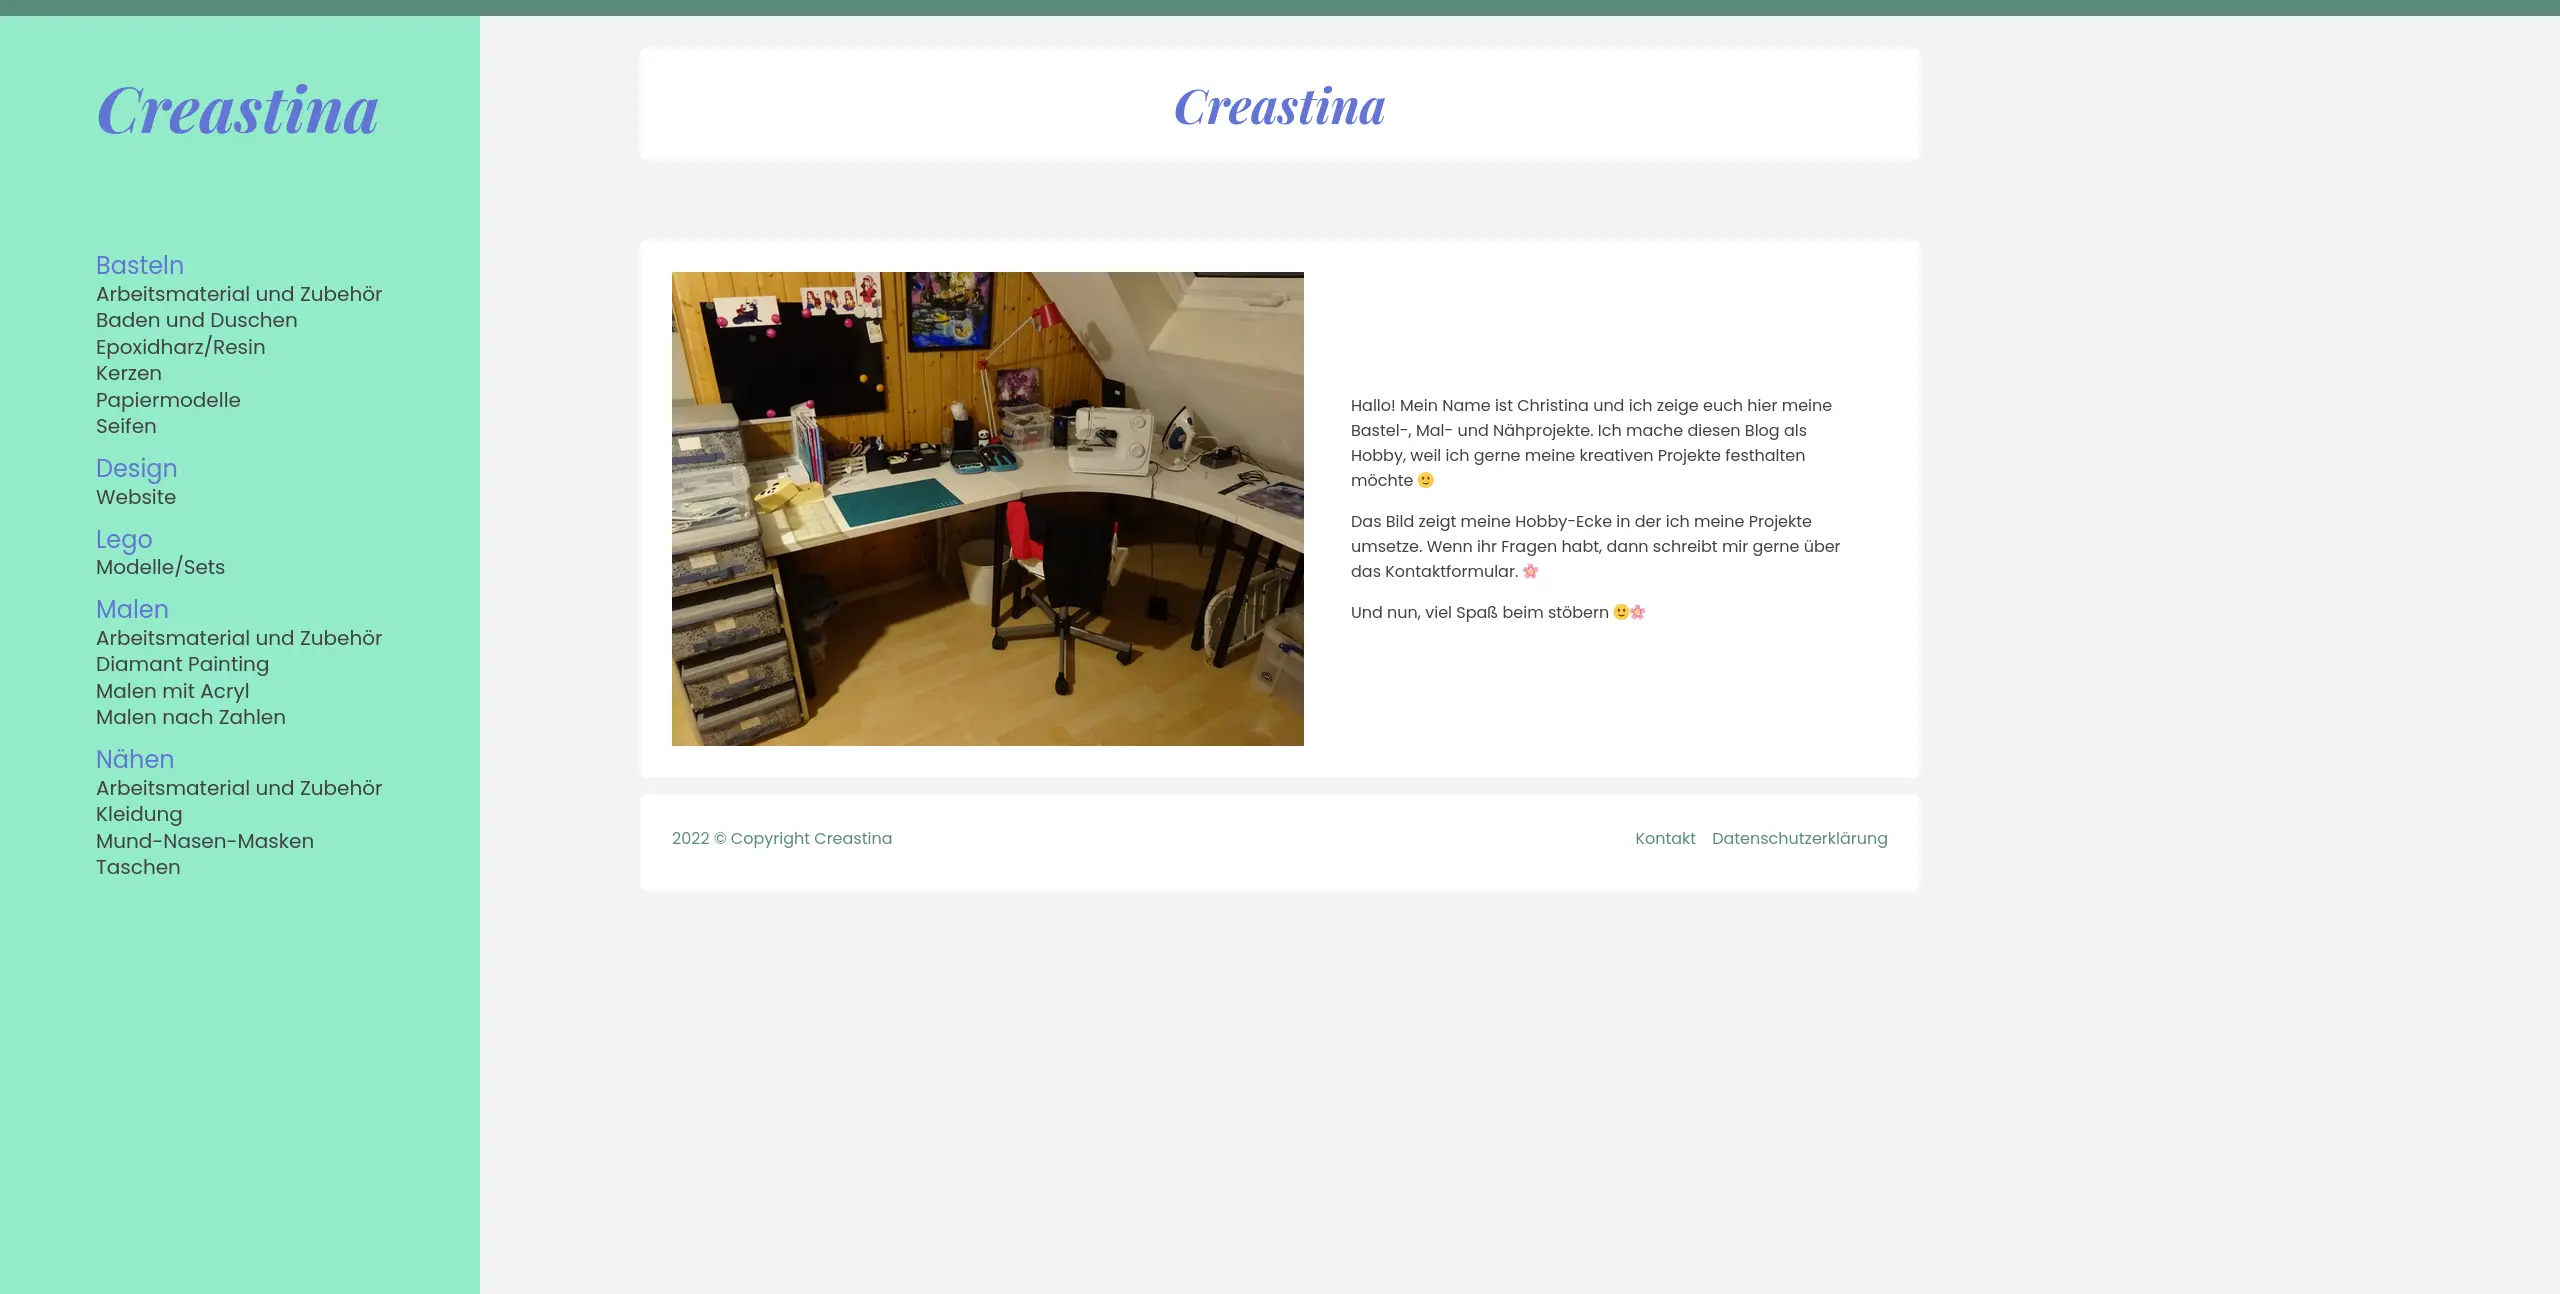 Creastina
Basteln
Arbeitsmaterial und Zubehör
Baden und Duschen
Epoxidharz/Resin
Kerzen
Papiermodelle
Seifen
Design
Website
Lego
Modelle/Sets
Malen
Arbeitsmaterial und Zubehör
Diamant Painting
Malen mit Acryl
Malen nach Zahlen
Nähen
Arbeitsmaterial und Zubehör
Kleidung
Mund-Nasen-Masken
Taschen
Creastina
Hallo! Mein Name ist Christina und ich zeige euch hier meine
Bastel-, Mal- und Nähprojekte. Ich mache diesen Blog als
Hobby, weil ich gerne meine kreativen Projekte festhalten
möchte 🙂
Das Bild zeigt meine Hobby-Ecke in der ich meine Projekte
umsetze. Wenn ihr Fragen habt, dann schreibt mir gerne über
das Kontaktformular. 🌸
Und nun, viel Spaß beim stöbern 🙂🌸
2022 © Copyright Creastina
Kontakt Datenschutzerklärung